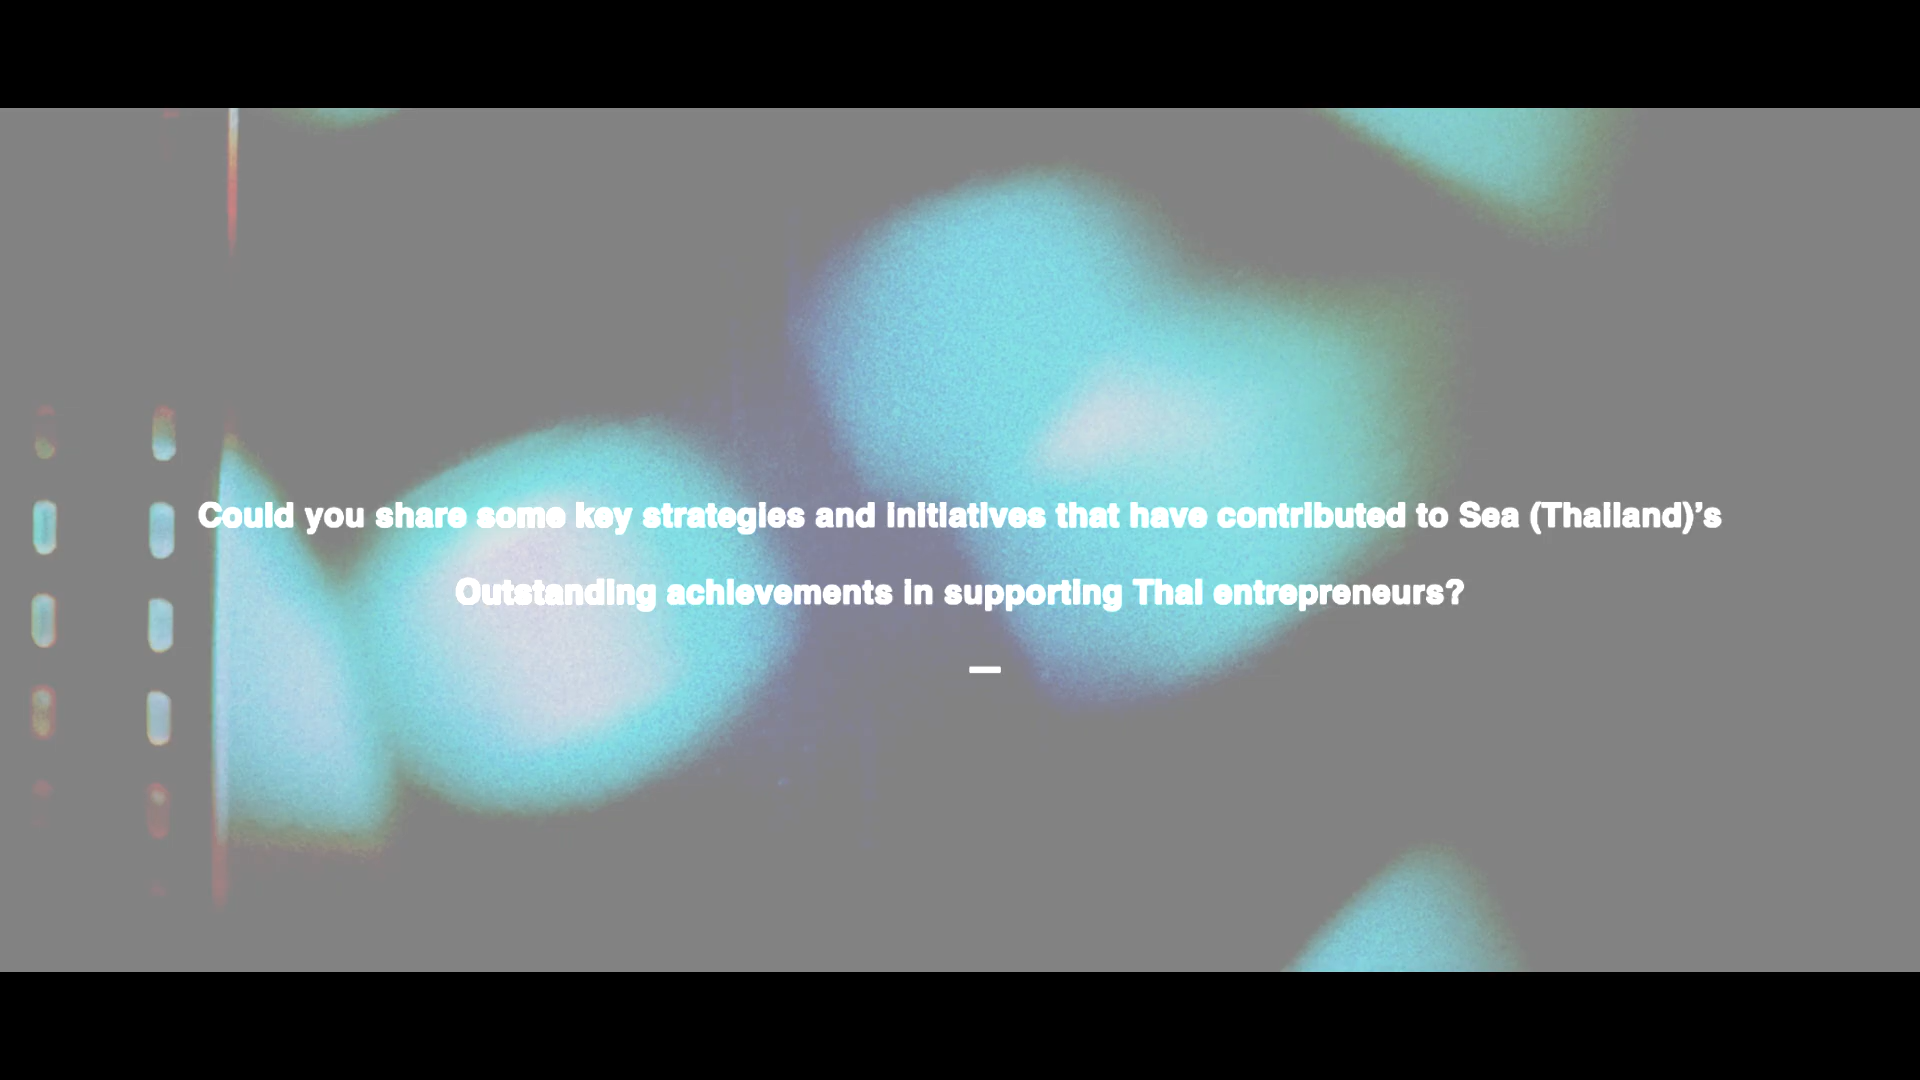 Could you share some key strategies and initiatives that have contributed to Sea (Thailand)’s
Outstanding achievements in supporting Thai entrepreneurs?